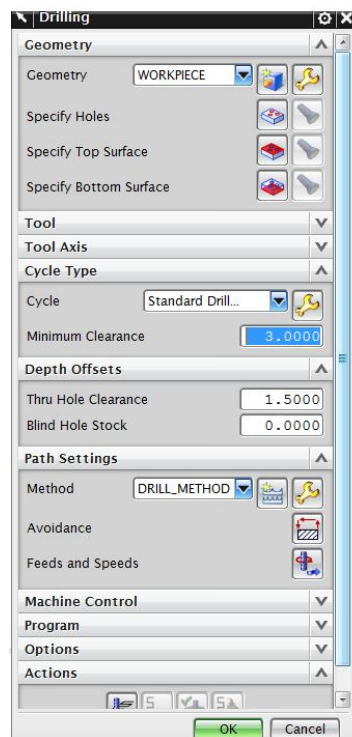 Drilling
Geometry
Geometry WORKPIECE
Specify Holes
Specify Top Surface
Specify Bottom Surface
Tool
Tool Axis
Cycle Type
Cycle Standard Drill...
Minimum Clearance 3.0000
Depth Offsets
Thru Hole Clearance 1.5000
Blind Hole Stock 0.0000
Path Settings
Method DRILL_METHOD
Avoidance
Feeds and Speeds
Machine Control
Program
Options
Actions
OK Cancel